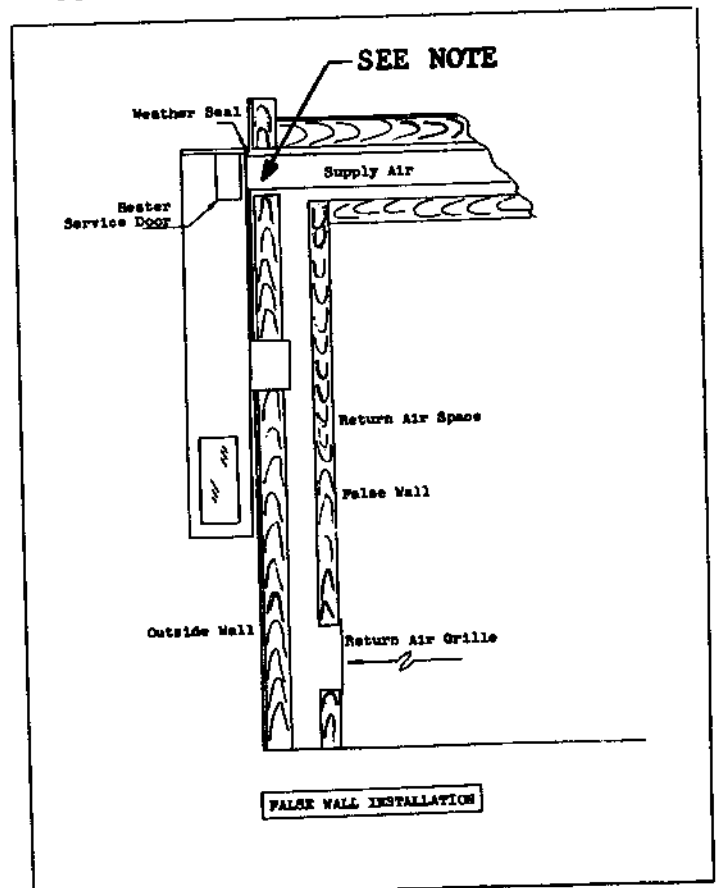 SEE NOTE
Weather Seal
Supply Air
Heater
Service Door
Return Air Space
False Wall
Outside Wall
Return Air Grille
FALSE WALL INSTALLATION